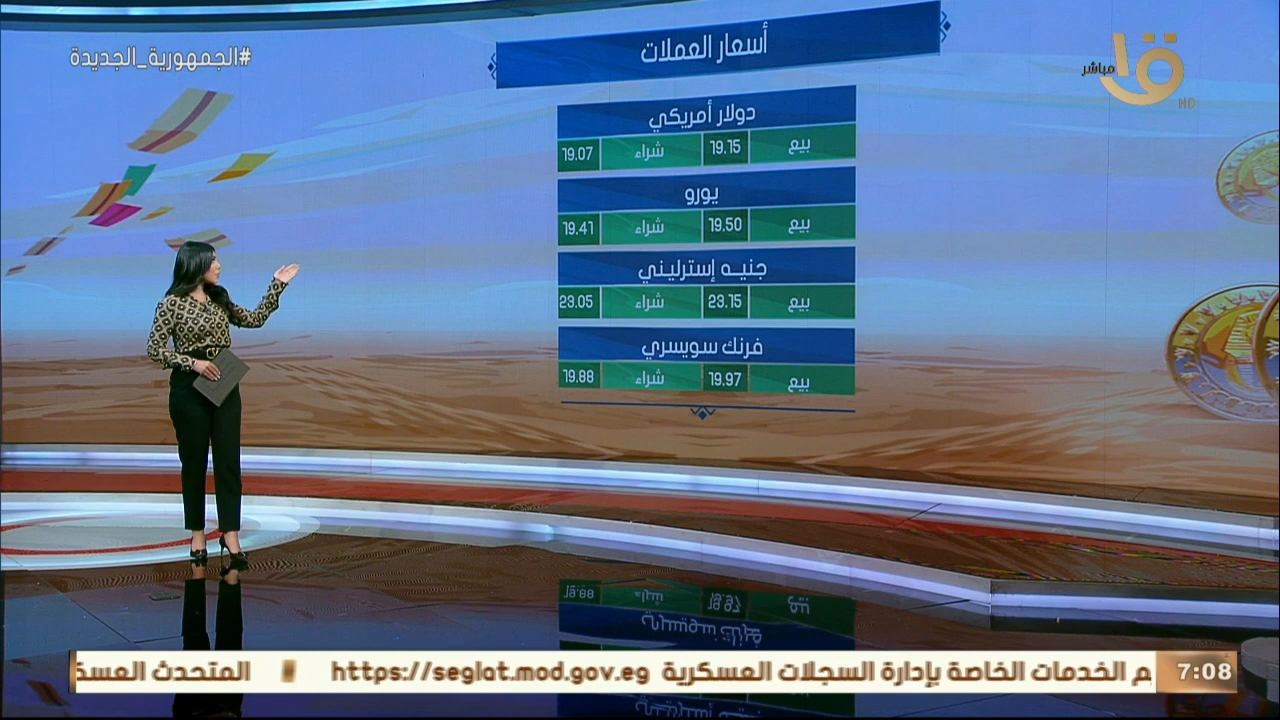 #الجمهورية_الجديدة
أسعار العملات
مباشر
HD
دولار أمريكي
بيع 19.15 شراء 19.07
يورو
بيع 19.50 شراء 19.41
جنيه إسترليني
بيع 23.15 شراء 23.05
فرنك سويسري
بيع 19.97 شراء 19.88
الخدمات الخاصة بإدارة السجلات العسكرية https://seglat.mod.gov.eg المتحدث
7:08